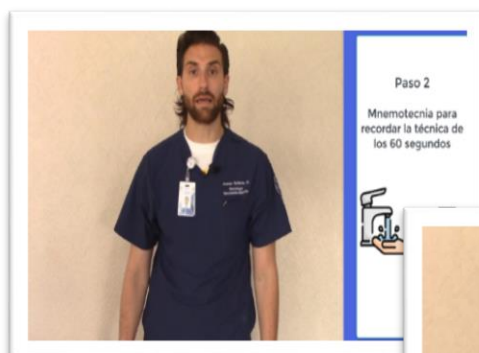 Paso 2
Mnemotecnia para
recordar la técnica de
los 60 segundos